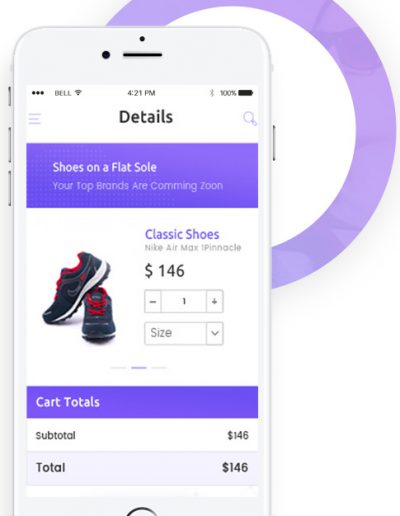 BELL 4:21 PM 100%
Details
Shoes on a Flat Sole
Your Top Brands Are Comming Zoon
Classic Shoes
Nike Air Max 1Pinnacle
$ 146
− 1 +
Size
Cart Totals
Subtotal $146
Total $146